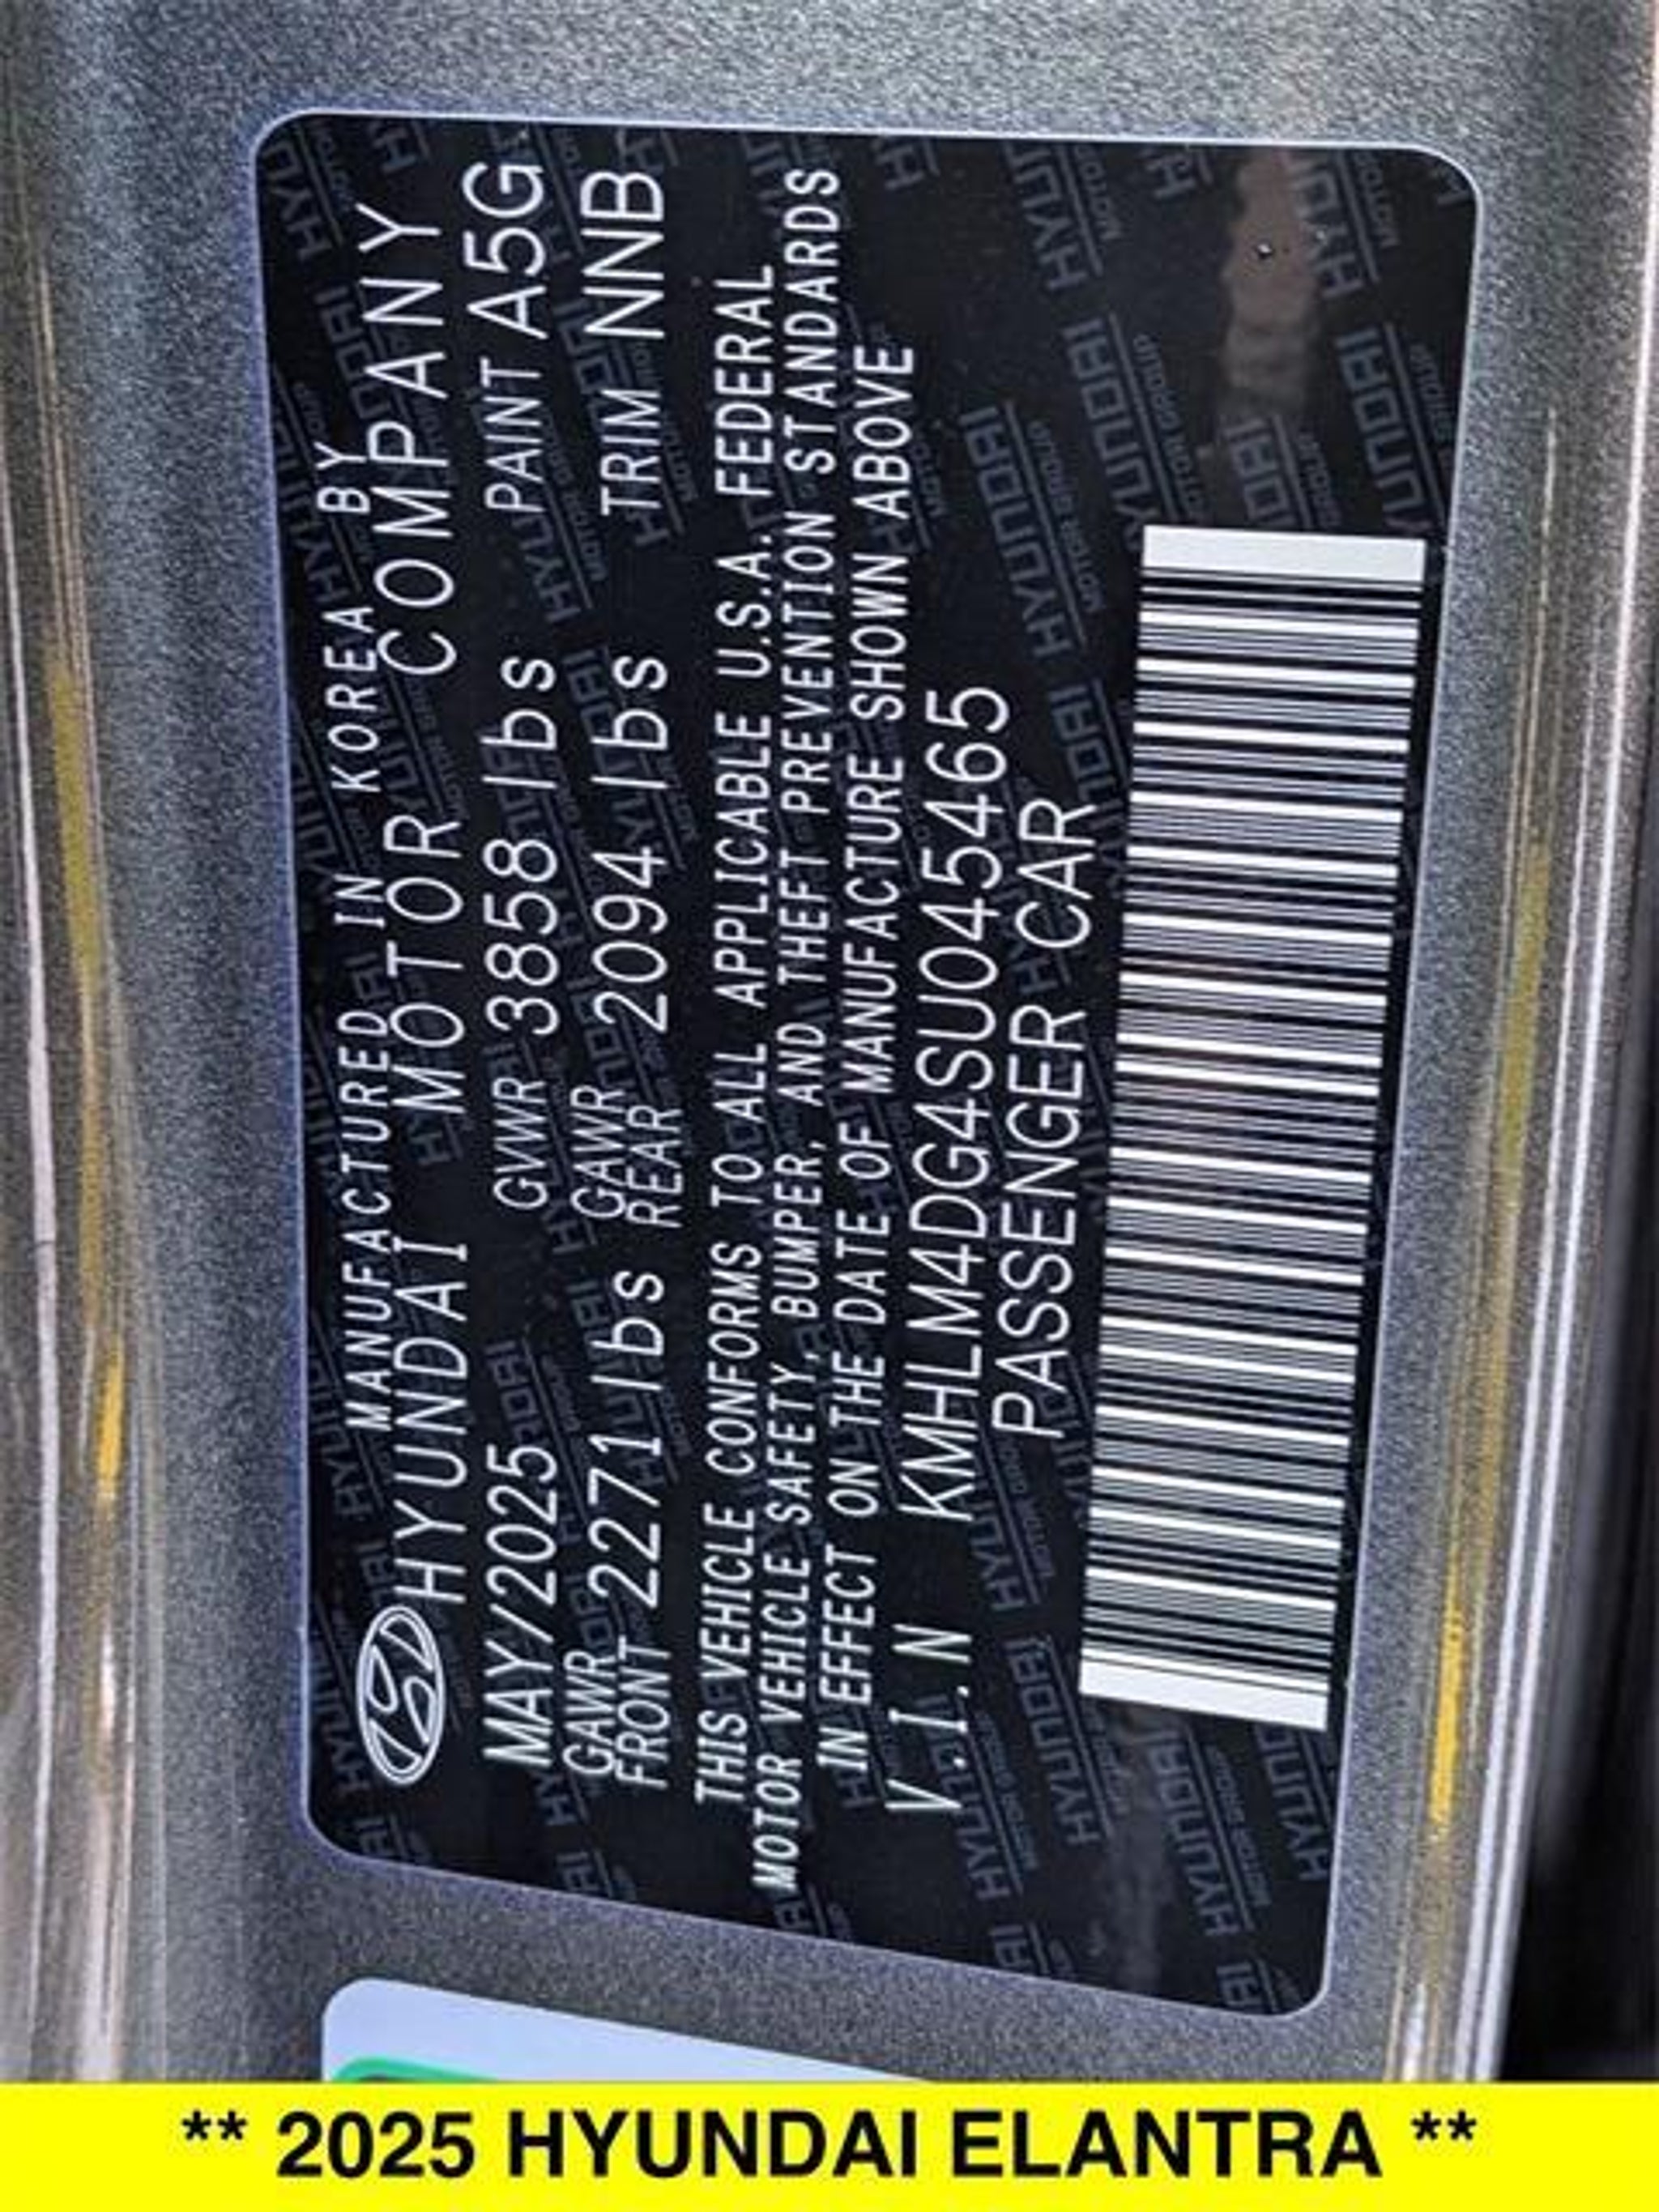 MANUFACTURED IN KOREA BY
HYUNDAI MOTOR COMPANY
MAY/2025 GVWR 3858 lbs PAINT A5G
GAWR FRONT 2271 lbs GAWR REAR 2094 lbs TRIM NNB
THIS VEHICLE CONFORMS TO ALL APPLICABLE U.S.A. FEDERAL
MOTOR VEHICLE SAFETY, BUMPER, AND THEFT PREVENTION STANDARDS
IN EFFECT ON THE DATE OF MANUFACTURE SHOWN ABOVE
V.I.N KMHLM4DG4SU045465
PASSENGER CAR
** 2025 HYUNDAI ELANTRA **